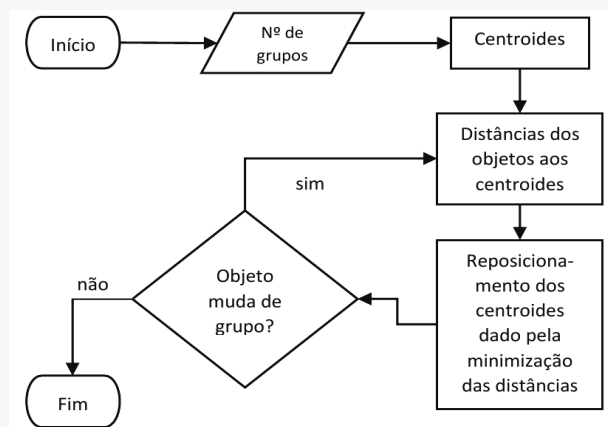 Início
Nº de
grupos
Centroides
Distâncias dos
objetos aos
centroides
sim
Reposiciona-
mento dos
centroides
dado pela
minimização
das distâncias
Objeto
muda de
grupo?
não
Fim